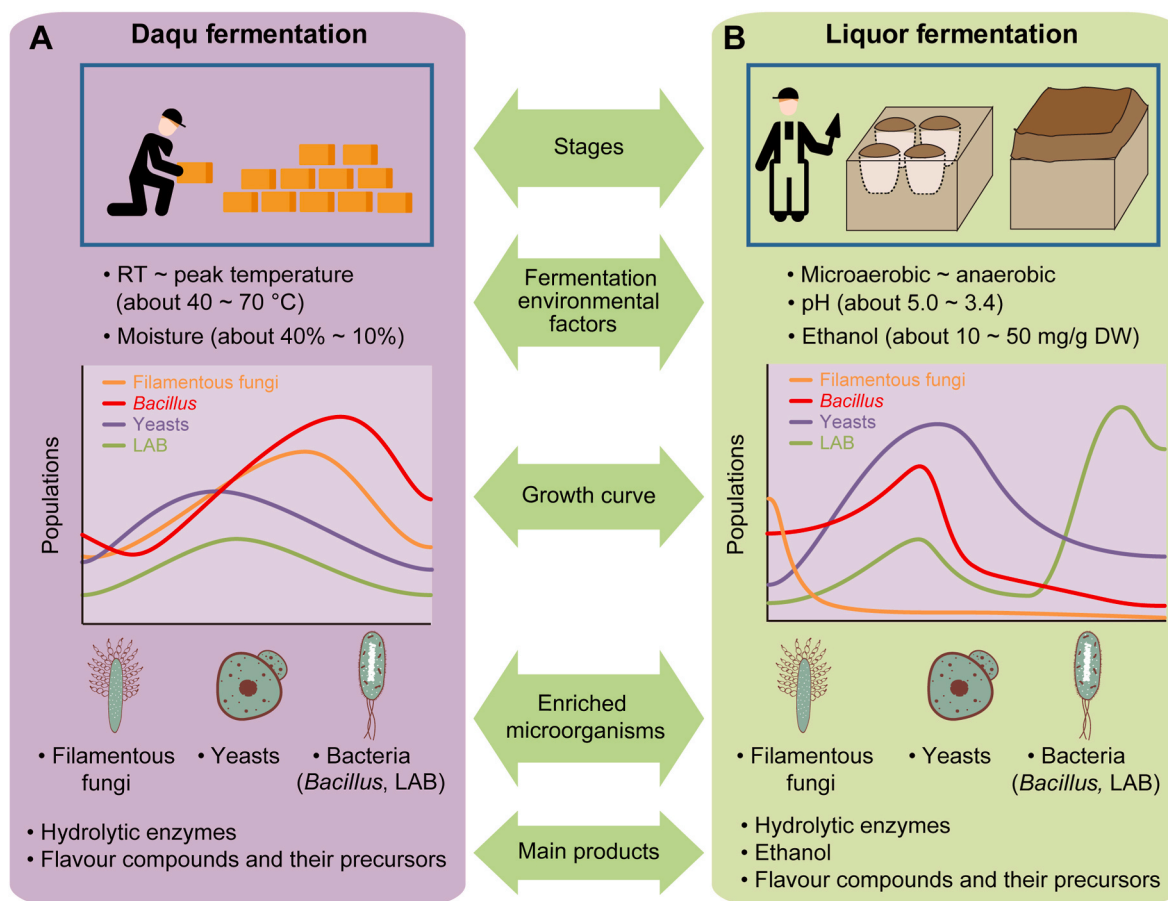 A
Daqu fermentation
• RT ~ peak temperature
(about 40 ~ 70 °C)
• Moisture (about 40% ~ 10%)
Populations
Filamentous fungi
Bacillus
Yeasts
LAB
• Filamentous
fungi
• Yeasts
• Bacteria
(Bacillus, LAB)
• Hydrolytic enzymes
• Flavour compounds and their precursors
Stages
Fermentation
environmental
factors
Growth curve
Enriched
microorganisms
Main products
B
Liquor fermentation
• Microaerobic ~ anaerobic
• pH (about 5.0 ~ 3.4)
• Ethanol (about 10 ~ 50 mg/g DW)
Populations
Filamentous fungi
Bacillus
Yeasts
LAB
• Filamentous
fungi
• Yeasts
• Bacteria
(Bacillus, LAB)
• Hydrolytic enzymes
• Ethanol
• Flavour compounds and their precursors